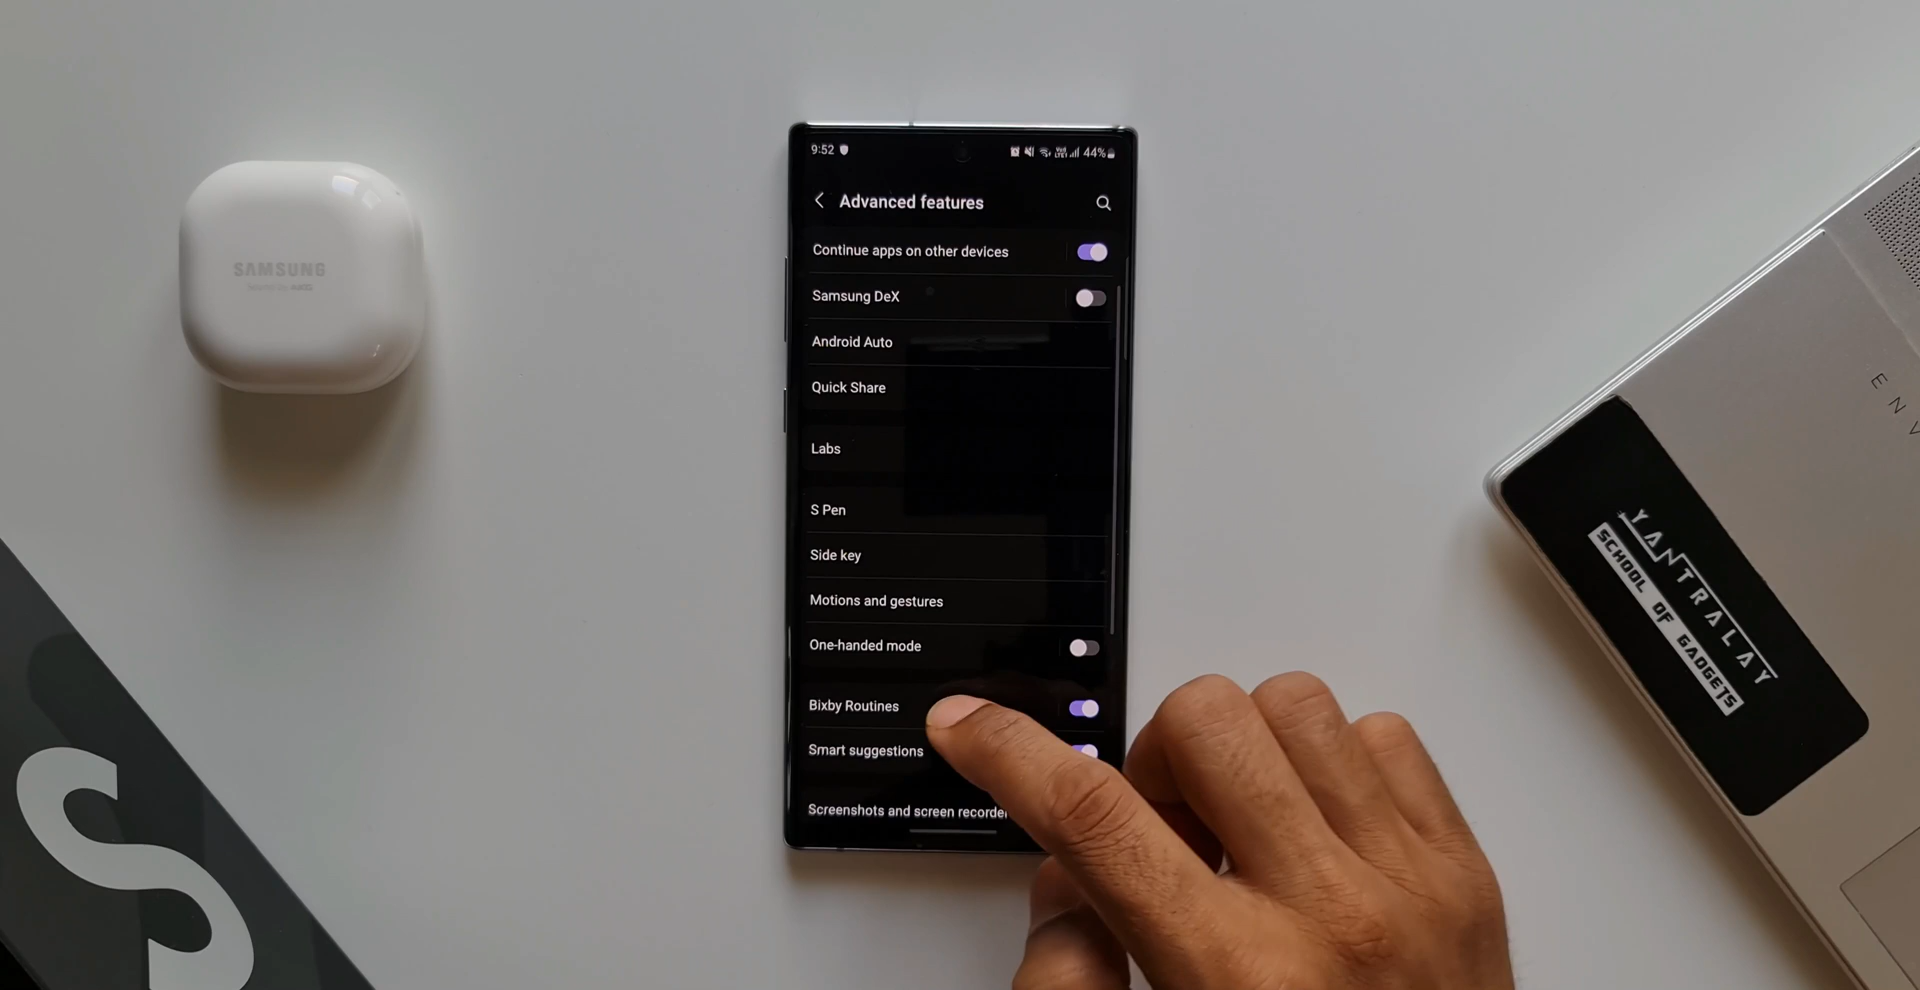 SAMSUNG
9:52
44%
Advanced features
Continue apps on other devices
Samsung DeX
Android Auto
Quick Share
Labs
S Pen
Side key
Motions and gestures
One-handed mode
Bixby Routines
Smart suggestions
Screenshots and screen recorder
S
ENV
YANTRALAY
SCHOOL OF GADGETS